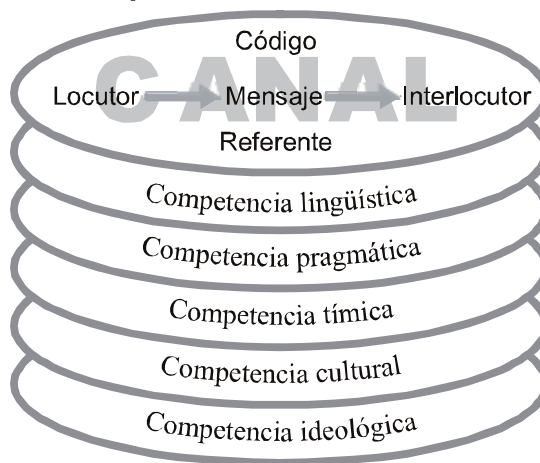 Código
CANAL
Locutor Mensaje Interlocutor
Referente
Competencia lingüística
Competencia pragmática
Competencia tímica
Competencia cultural
Competencia ideológica